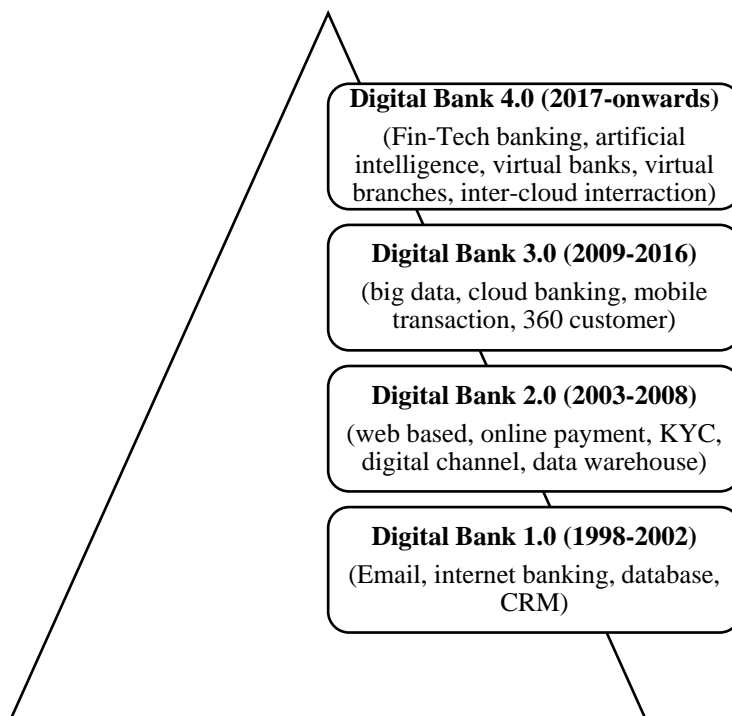 Digital Bank 4.0 (2017-onwards)
(Fin-Tech banking, artificial
intelligence, virtual banks, virtual
branches, inter-cloud interraction)
Digital Bank 3.0 (2009-2016)
(big data, cloud banking, mobile
transaction, 360 customer)
Digital Bank 2.0 (2003-2008)
(web based, online payment, KYC,
digital channel, data warehouse)
Digital Bank 1.0 (1998-2002)
(Email, internet banking, database,
CRM)